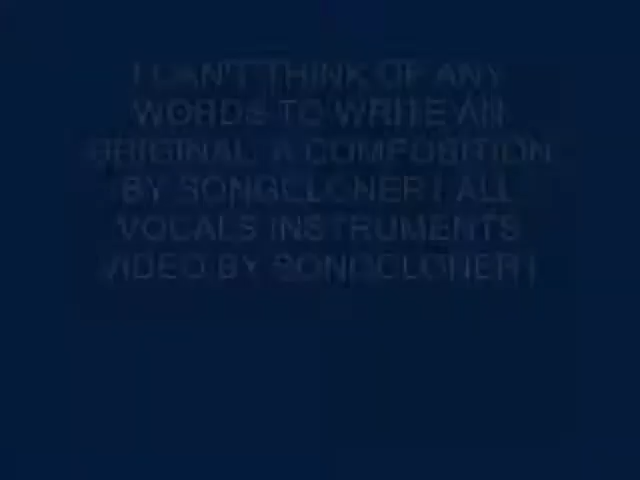 I CAN'T THINK OF ANY
WORDS TO WRITE AN
ORIGINAL A COMPOSITION
BY SONGCLONER1 ALL
VOCALS INSTRUMENTS
VIDEO BY SONGCLONER1